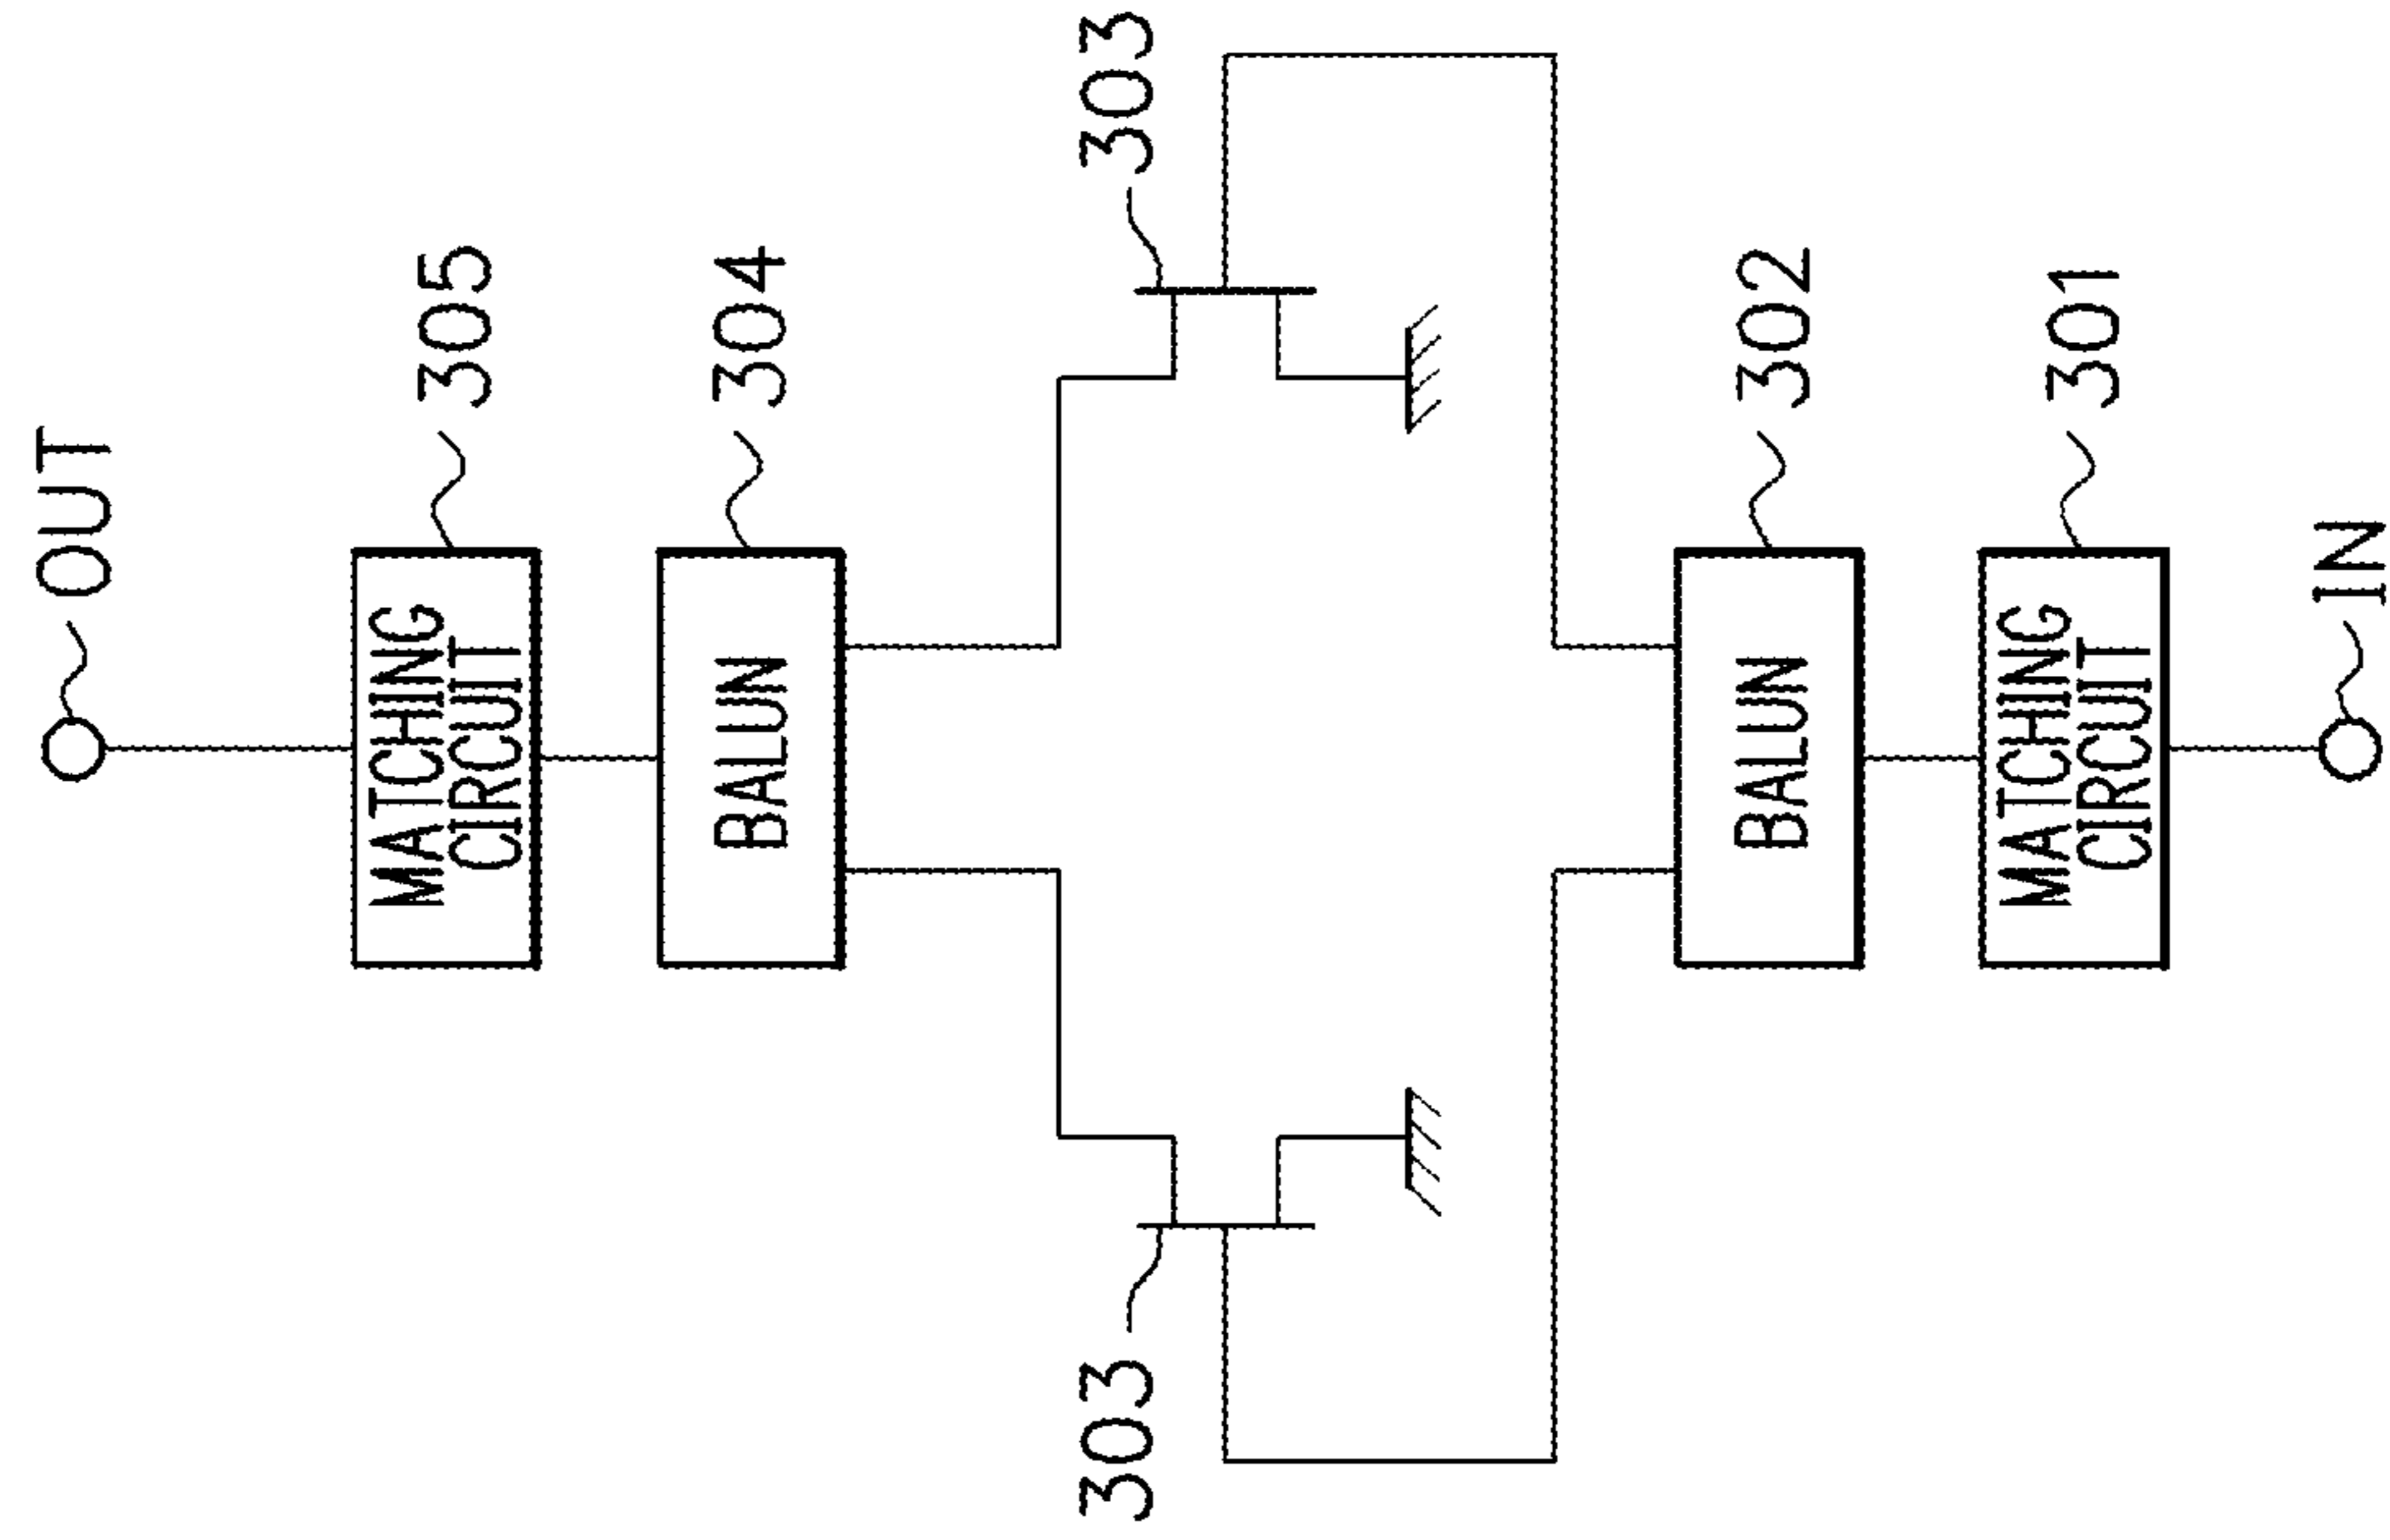 303
305
304
302
301
OUT
IN
MATCHING
CIRCUIT
BALUN
BALUN
MATCHING
CIRCUIT
303